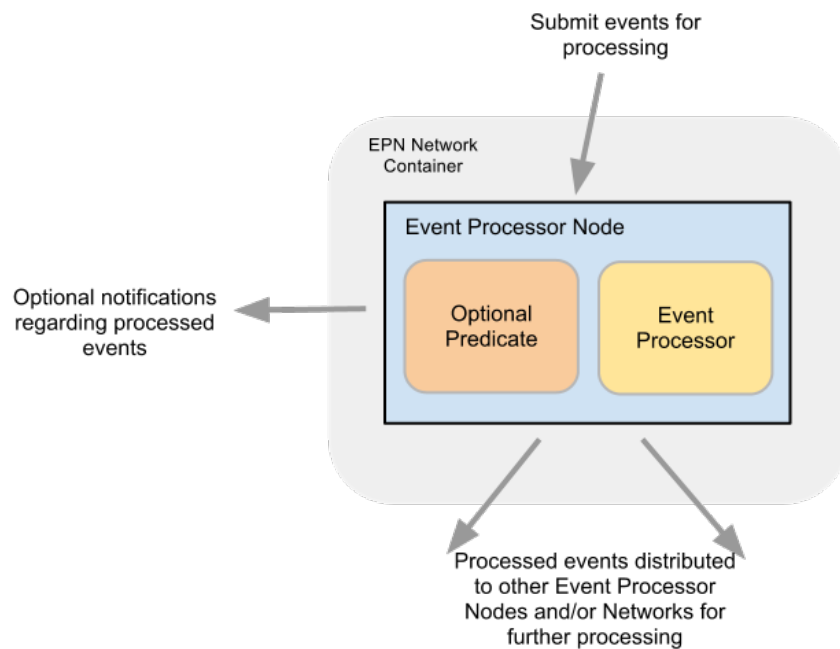 Submit events for
processing
EPN Network
Container
Event Processor Node
Optional
Predicate
Event
Processor
Optional notifications
regarding processed
events
Processed events distributed
to other Event Processor
Nodes and/or Networks for
further processing